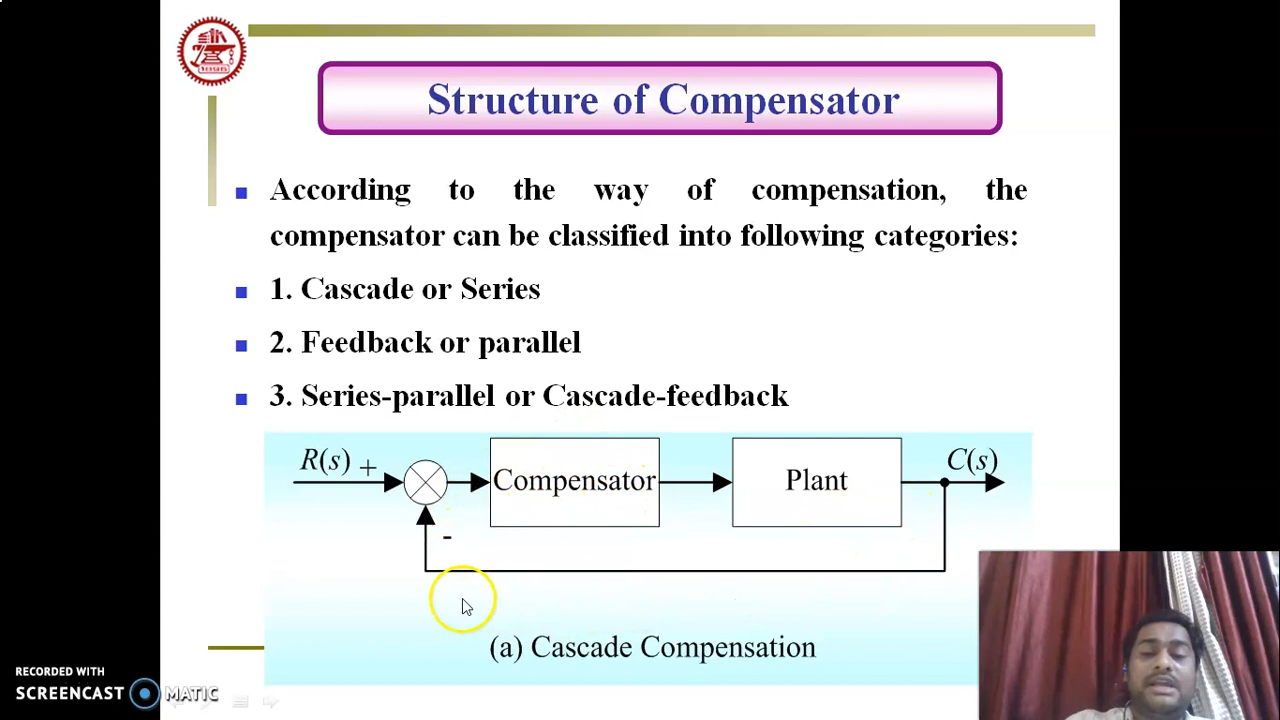 1896
Structure of Compensator
According to the way of compensation, the
compensator can be classified into following categories:
1. Cascade or Series
2. Feedback or parallel
3. Series-parallel or Cascade-feedback
R(s) +
Compensator
Plant
C(s)
-
(a) Cascade Compensation
RECORDED WITH
SCREENCAST MATIC